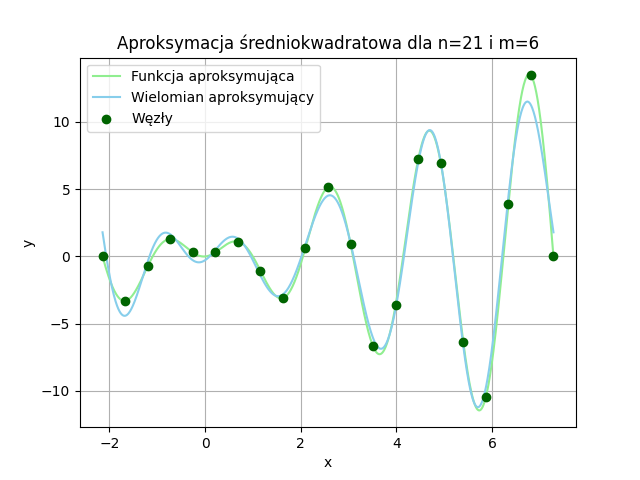 Aproksymacja średniokwadratowa dla n=21 i m=6
Funkcja aproksymująca
Wielomian aproksymujący
Węzły
10
5
0
−5
−10
y
−2
0
2
4
6
x